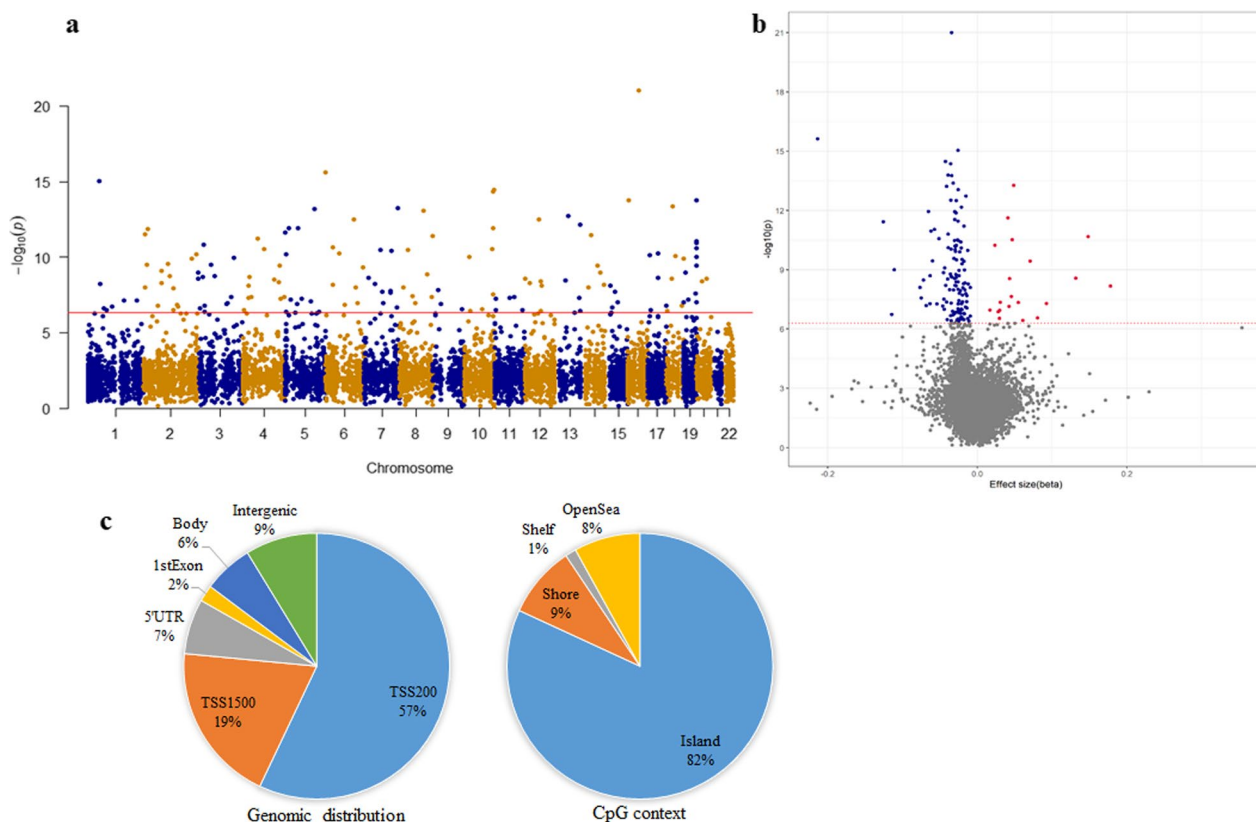 a
20
15
10
5
0
−log10(p)
1 2 3 4 5 6 7 8 9 10 11 12 13 15 17 19 22
Chromosome
b
21
18
15
12
9
6
3
0
-log10(p)
-0.2 0.0 0.2
Effect size(beta)
c
Intergenic
9%
Body
6%
1stExon
2%
5'UTR
7%
TSS1500
19%
TSS200
57%
Genomic distribution
OpenSea
8%
Shelf
1%
Shore
9%
Island
82%
CpG context